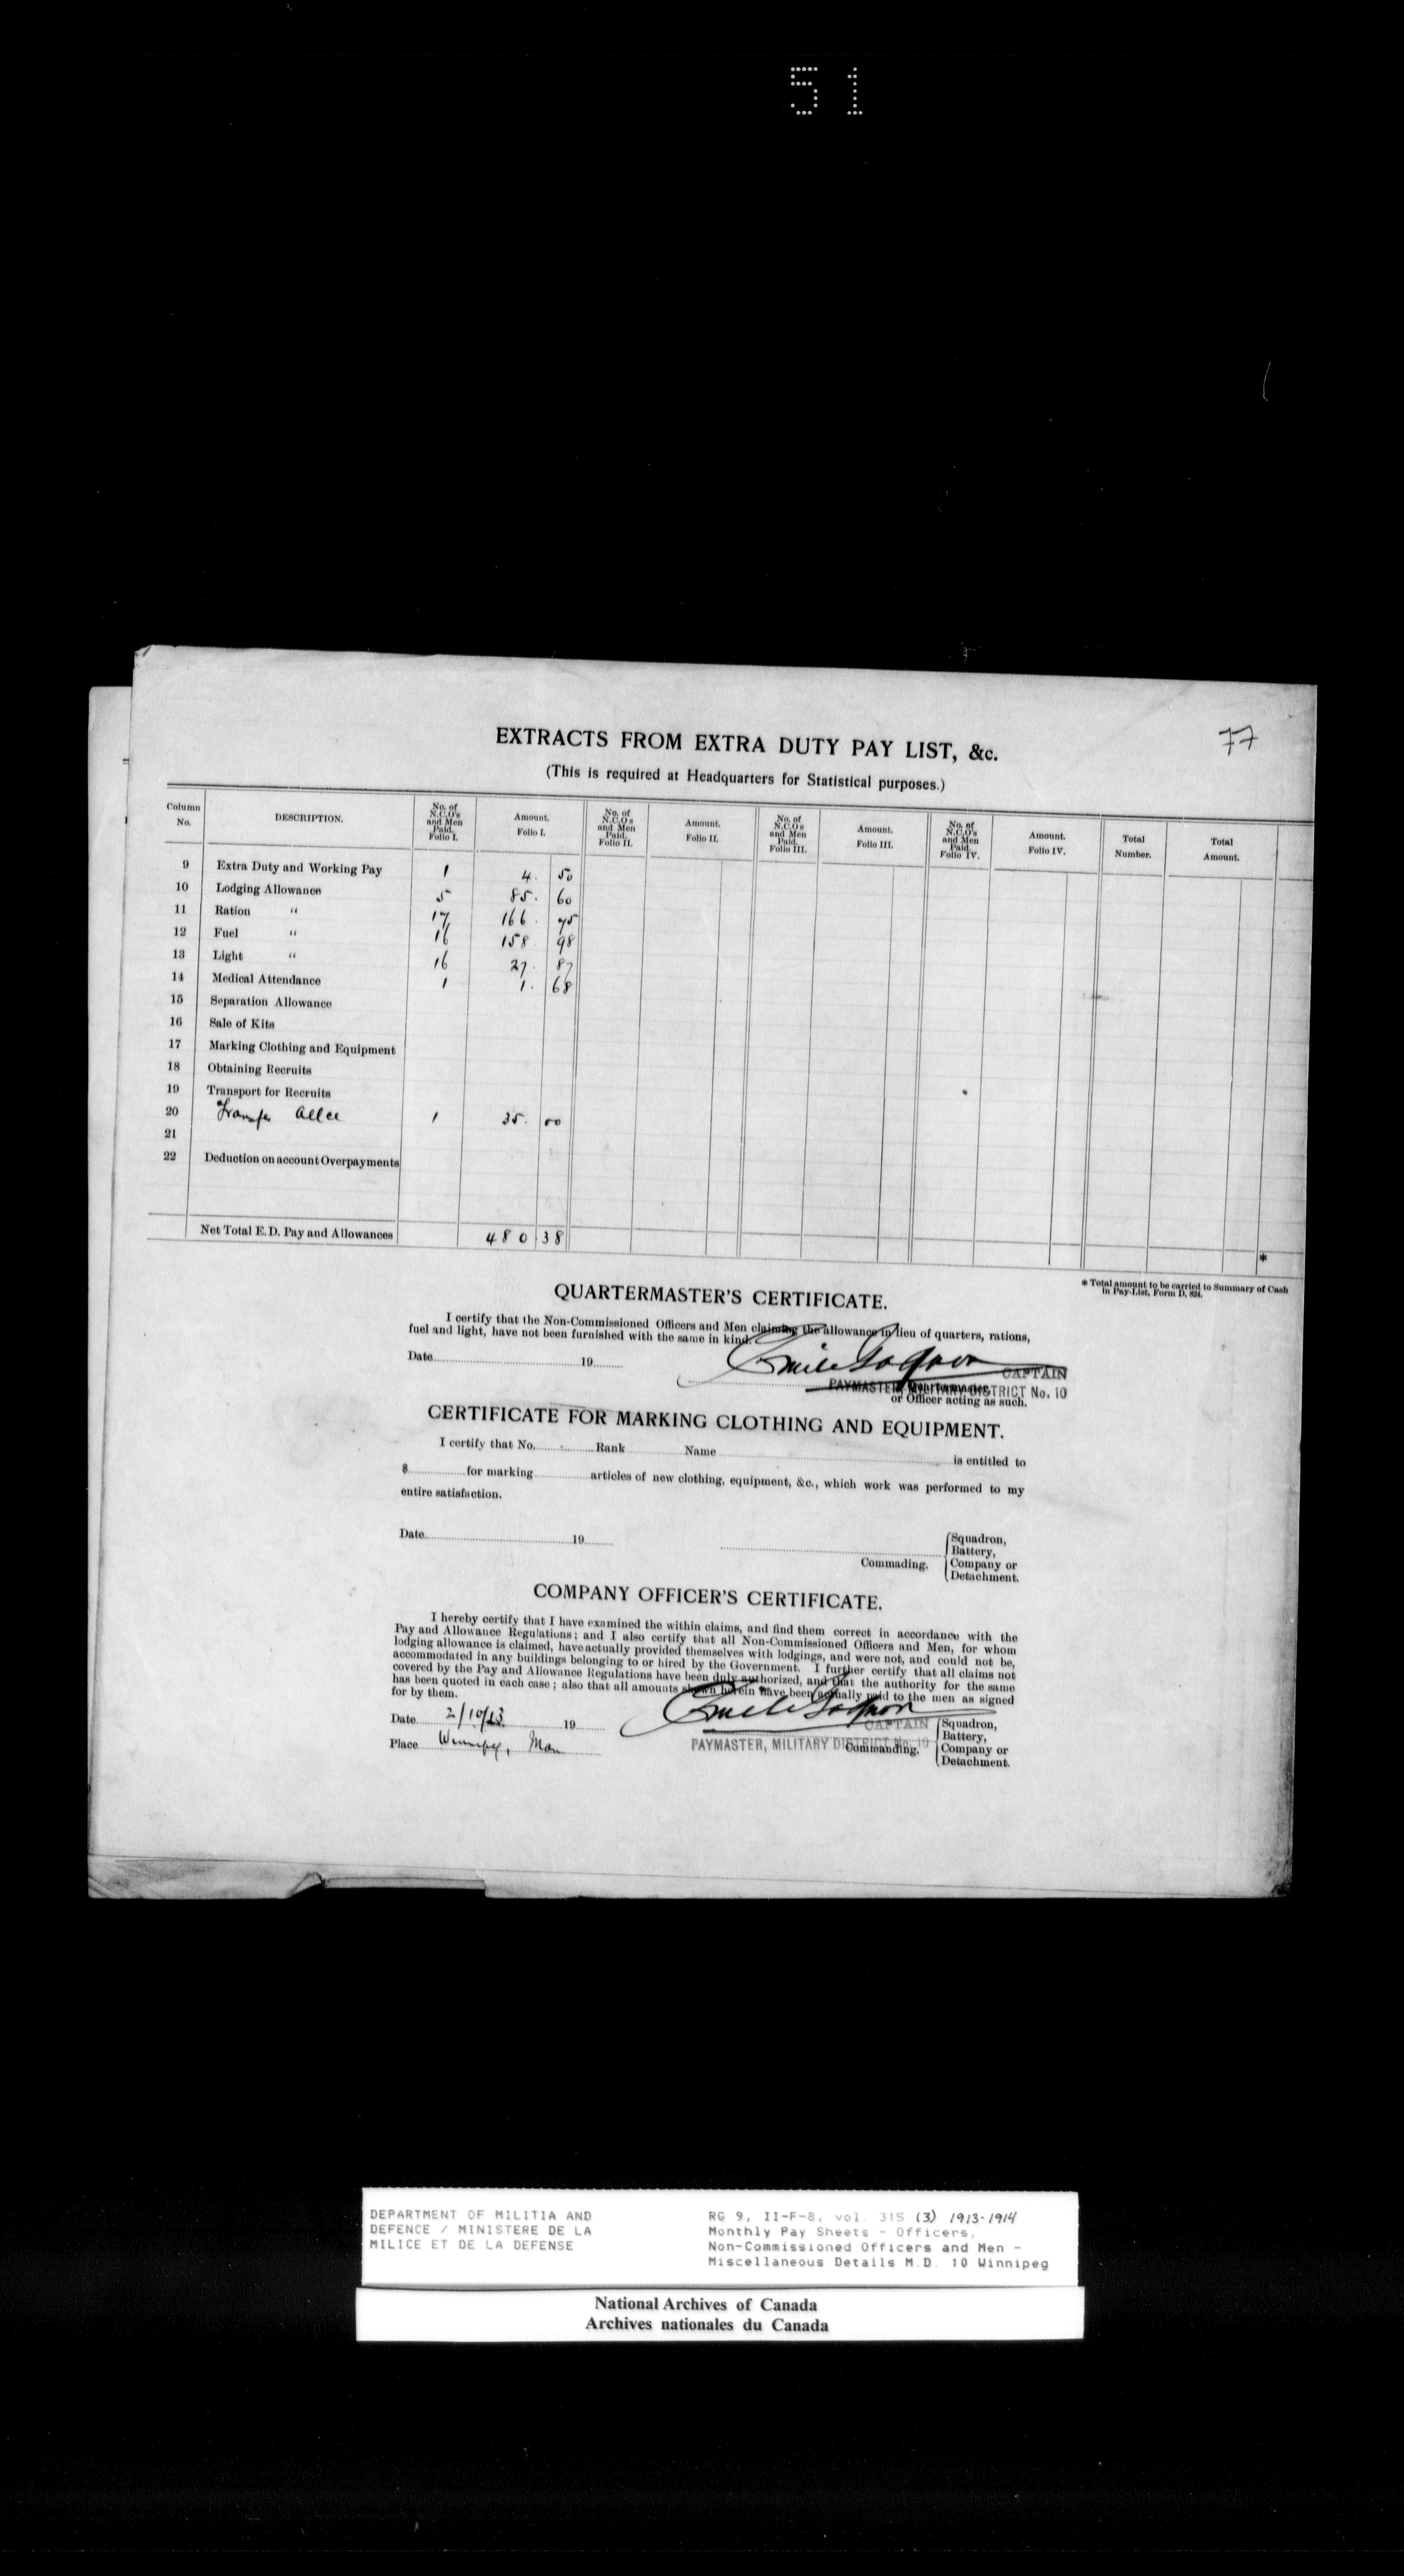 51
77
EXTRACTS FROM EXTRA DUTY PAY LIST, &c.
(This is required at Headquarters for Statistical purposes.)
Column No. DESCRIPTION. No. of N.C.O's and Men Paid. Folio I. Amount. Folio I. No. of N.C.O's and Men Paid. Folio II. Amount. Folio II. No. of N.C.O's and Men Paid. Folio III. Amount. Folio III. No. of N.C.O's and Men Paid. Folio IV. Amount. Folio IV. Total Number. Total Amount.
9 Extra Duty and Working Pay 1 4. 50
10 Lodging Allowance 5 85. 60
11 Ration " 17 166. 75
12 Fuel " 16 158 98
13 Light " 16 27. 87
14 Medical Attendance 1 1. 68
15 Separation Allowance
16 Sale of Kits
17 Marking Clothing and Equipment
18 Obtaining Recruits
19 Transport for Recruits
20 Transfer Allce 1 35. 00
21
22 Deduction on account Overpayments
Net Total E.D. Pay and Allowances 480.38
*
* Total amount to be carried to Summary of Cash
in Pay-List, Form D. 821.
QUARTERMASTER'S CERTIFICATE.
I certify that the Non-Commissioned Officers and Men claiming the allowance in lieu of quarters, rations,
fuel and light, have not been furnished with the same in kind.
Date 19
Emile Gagnon
CAPTAIN
PAYMASTER, MILITARY DISTRICT No. 10
or Officer acting as such.
CERTIFICATE FOR MARKING CLOTHING AND EQUIPMENT.
I certify that No. Rank Name is entitled to
$ for marking articles of new clothing, equipment, &c., which work was performed to my
entire satisfaction.
Date 19
Commading.
Squadron,
Battery,
Company or
Detachment.
COMPANY OFFICER'S CERTIFICATE.
I hereby certify that I have examined the within claims, and find them correct in accordance with the
Pay and Allowance Regulations; and I also certify that all Non-Commissioned Officers and Men, for whom
lodging allowance is claimed, have actually provided themselves with lodgings, and were not, and could not be,
accommodated in any buildings belonging to or hired by the Government. I further certify that all claims not
covered by the Pay and Allowance Regulations have been duly authorized, and that the authority for the same
has been quoted in each case; also that all amounts shown herein have been actually paid to the men as signed
for by them.
Date 2/10/13 19
Emile Gagnon
CAPTAIN
Place Winnipeg, Man
PAYMASTER, MILITARY DISTRICT No. 10
Commanding.
Squadron,
Battery,
Company or
Detachment.
DEPARTMENT OF MILITIA AND
DEFENCE / MINISTERE DE LA
MILICE ET DE LA DEFENSE
RG 9, II-F-8, vol. 315 (3) 1913-1914
Monthly Pay Sheets - Officers,
Non-Commissioned Officers and Men -
Miscellaneous Details M.D. 10 Winnipeg
National Archives of Canada
Archives nationales du Canada